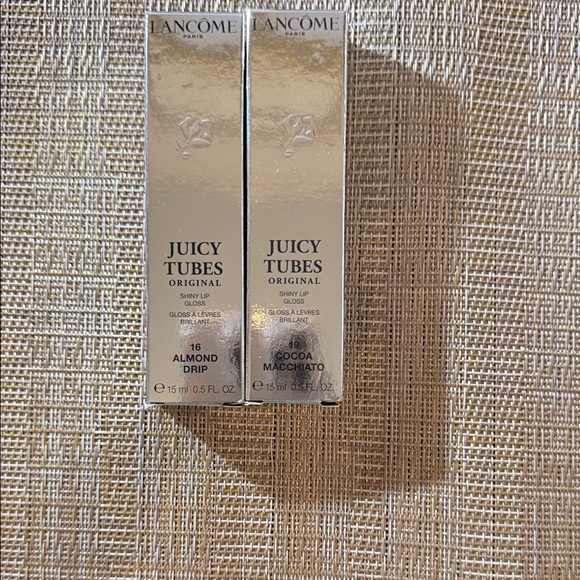 LANCÔME
PARIS
JUICY
TUBES
ORIGINAL
SHINY LIP
GLOSS
GLOSS À LÈVRES
BRILLANT
16
ALMOND
DRIP
℮ 15 ml 0.5 FL. OZ.
LANCÔME
PARIS
JUICY
TUBES
ORIGINAL
SHINY LIP
GLOSS
GLOSS À LÈVRES
BRILLANT
19
COCOA
MACCHIATO
℮ 15 ml 0.5 FL. OZ.